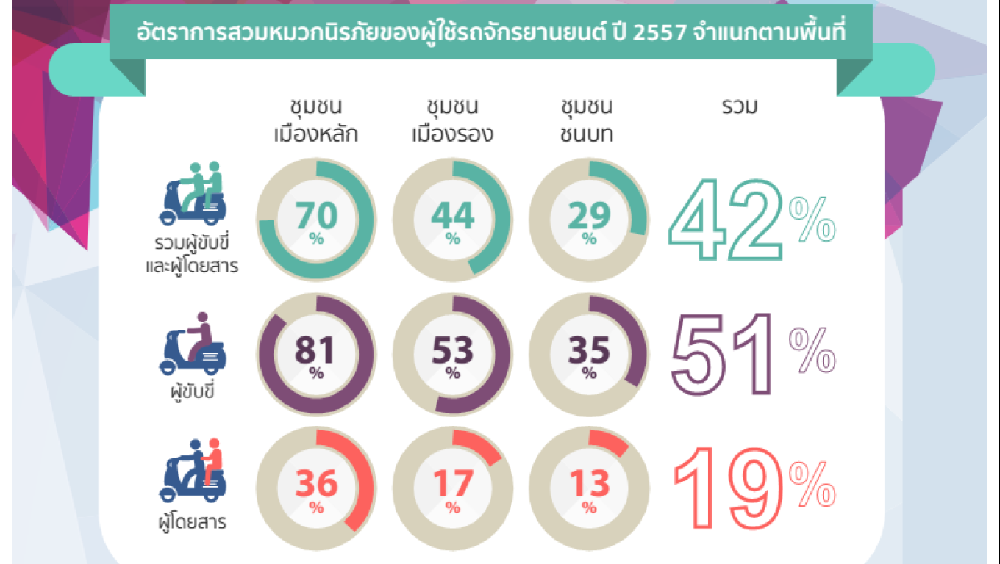 อัตราการสวมหมวกนิรภัยของผู้ใช้รถจักรยานยนต์ ปี 2557 จำแนกตามพื้นที่
ชุมชน
เมืองหลัก
ชุมชน
เมืองรอง
ชุมชน
ชนบท
รวม
รวมผู้ขับขี่
และผู้โดยสาร
70
%
44
%
29
%
42%
ผู้ขับขี่
81
%
53
%
35
%
51%
ผู้โดยสาร
36
%
17
%
13
%
19%